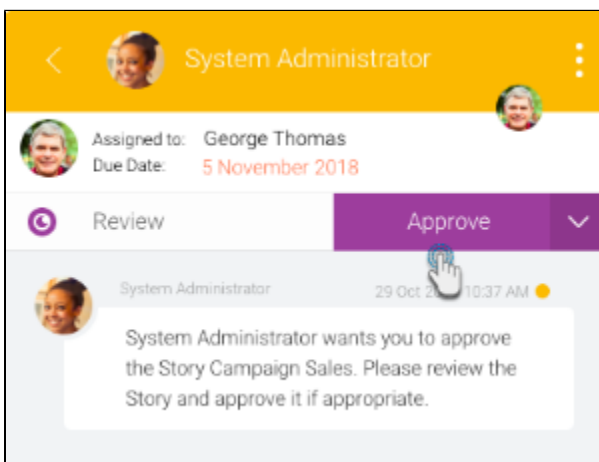 System Administrator
Assigned to: George Thomas
Due Date: 5 November 2018
Review Approve
System Administrator 29 Oct 10:37 AM
System Administrator wants you to approve
the Story Campaign Sales. Please review the
Story and approve it if appropriate.